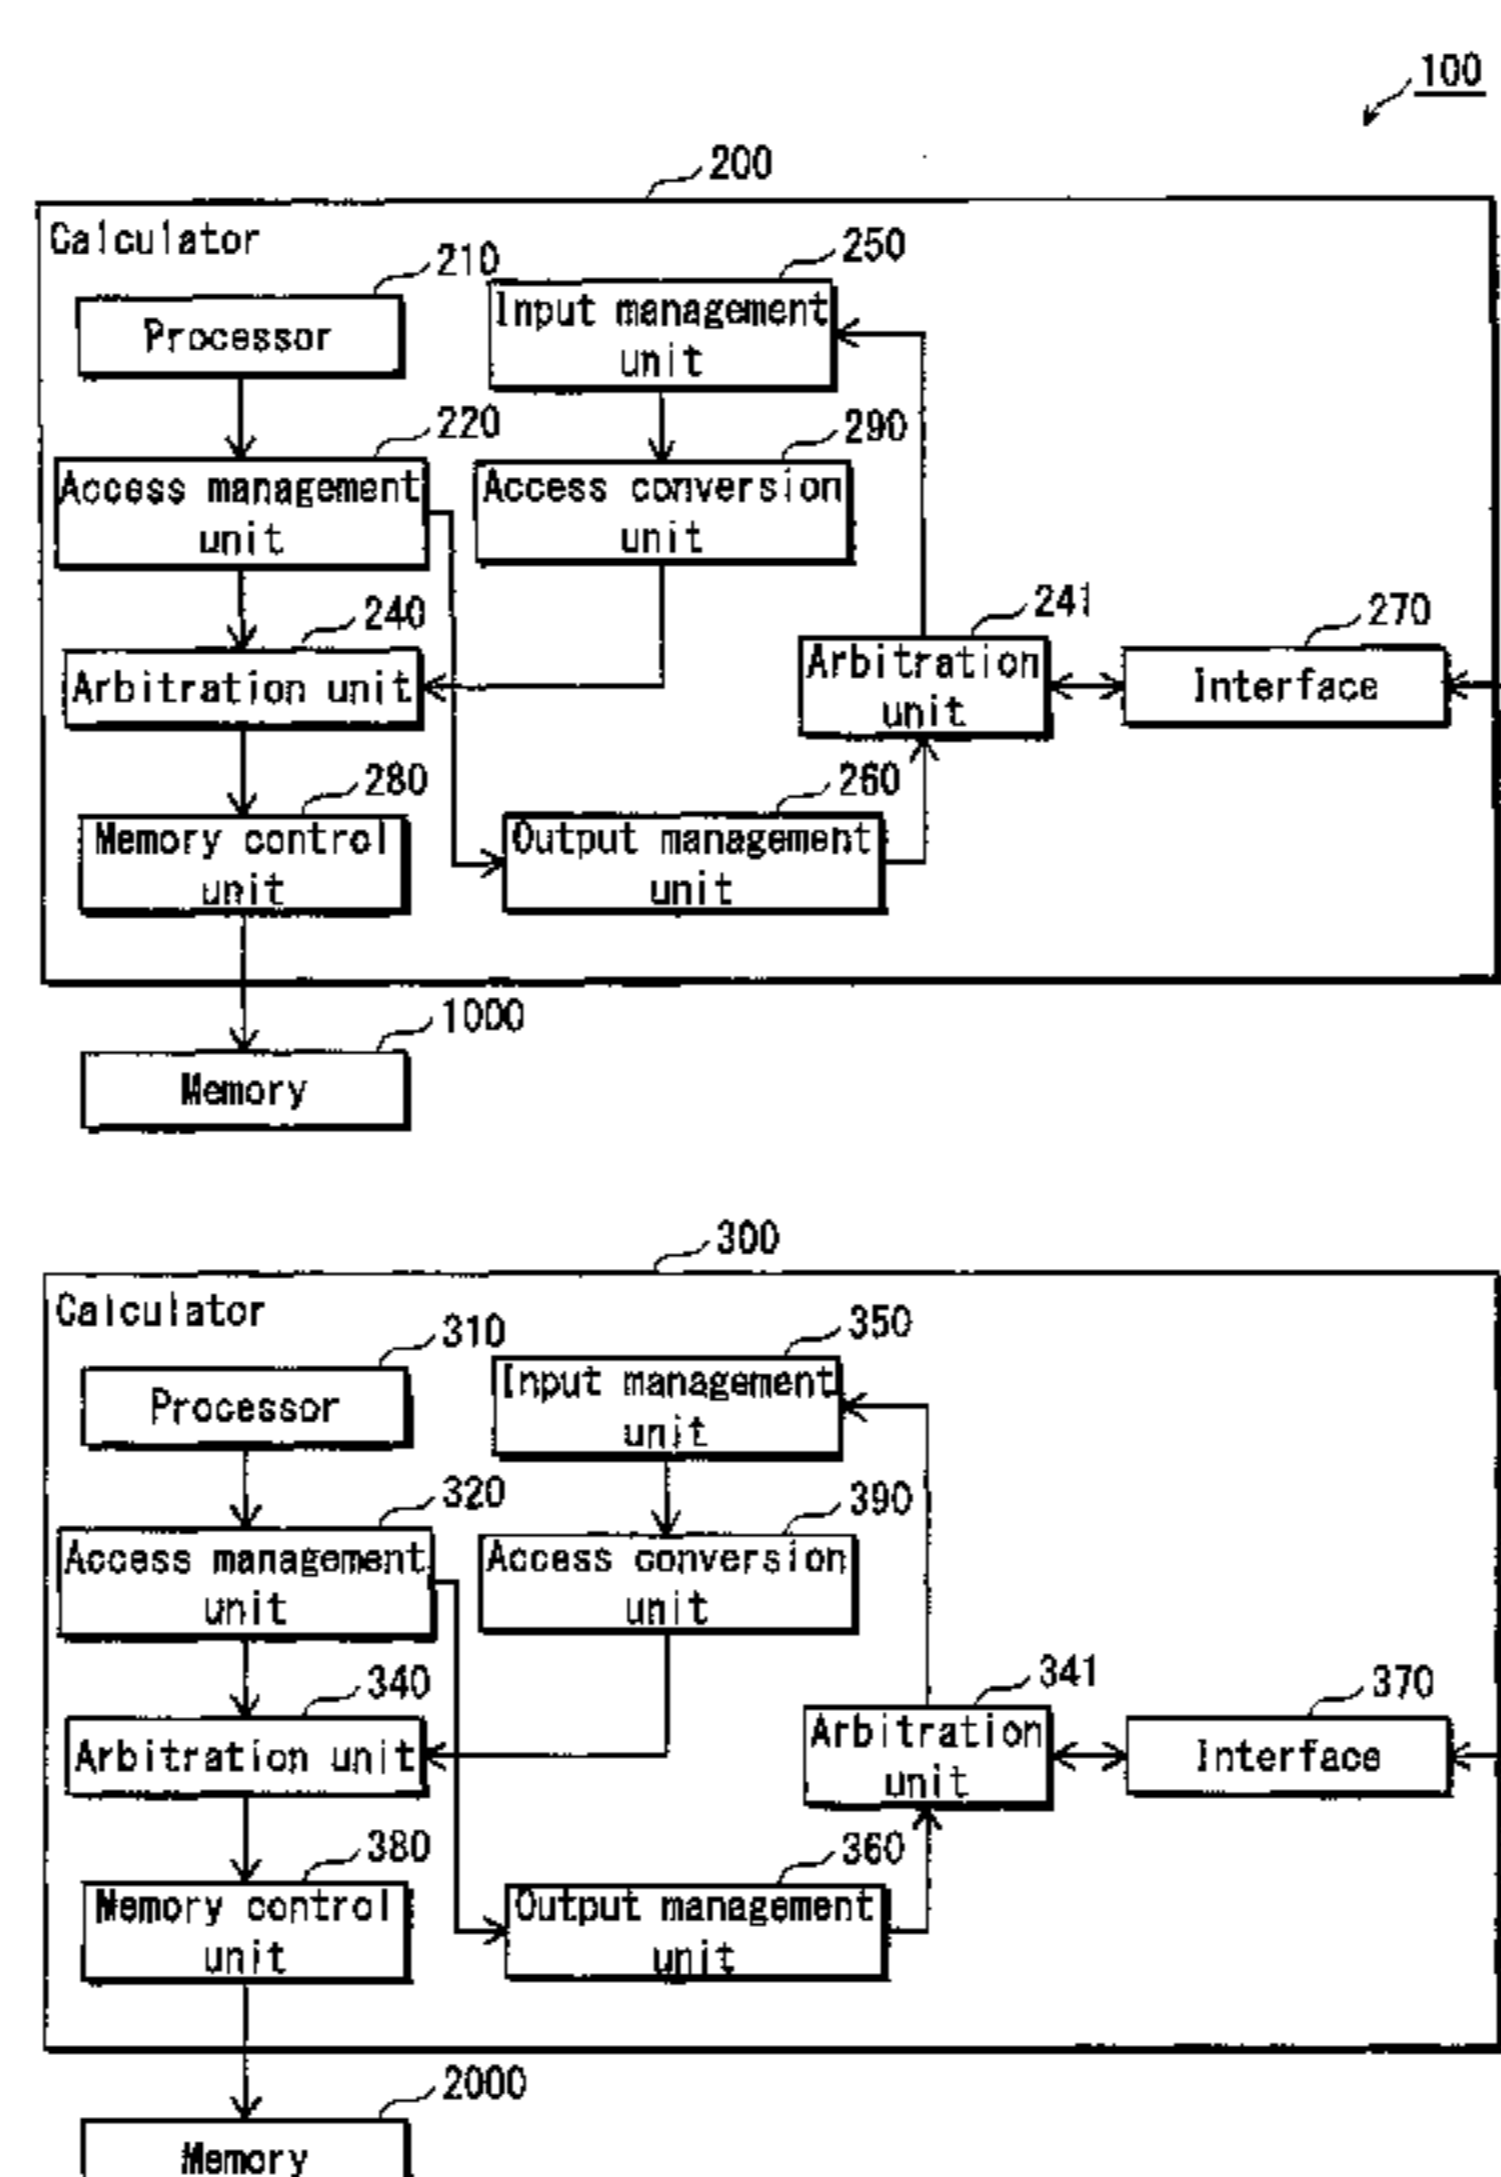 100
200
Calculator
210
250
Processor
Input management
unit
220
290
Access management
unit
Access conversion
unit
240
241
270
Arbitration unit
Arbitration
unit
Interface
280
260
Memory control
unit
Output management
unit
1000
Memory
300
Calculator
310
350
Processor
Input management
unit
320
390
Access management
unit
Access conversion
unit
340
341
370
Arbitration unit
Arbitration
unit
Interface
380
360
Memory control
unit
Output management
unit
2000
Memory